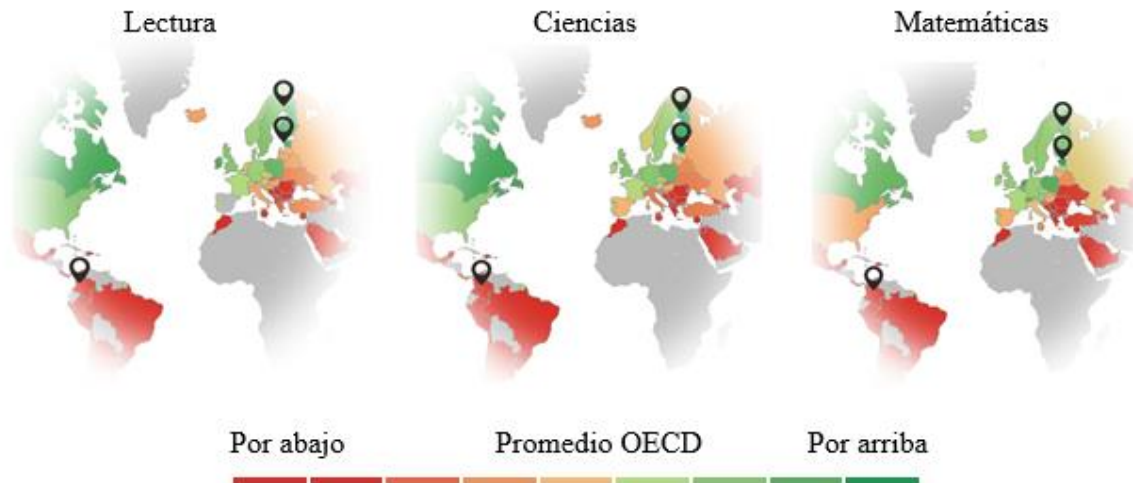 Lectura
Ciencias
Matemáticas
Por abajo
Promedio OECD
Por arriba